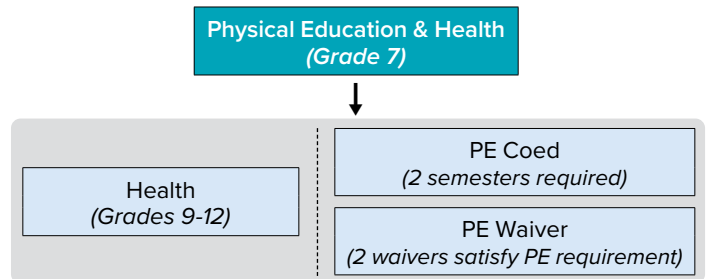 Physical Education & Health
(Grade 7)
Health
(Grades 9-12)
PE Coed
(2 semesters required)
PE Waiver
(2 waivers satisfy PE requirement)